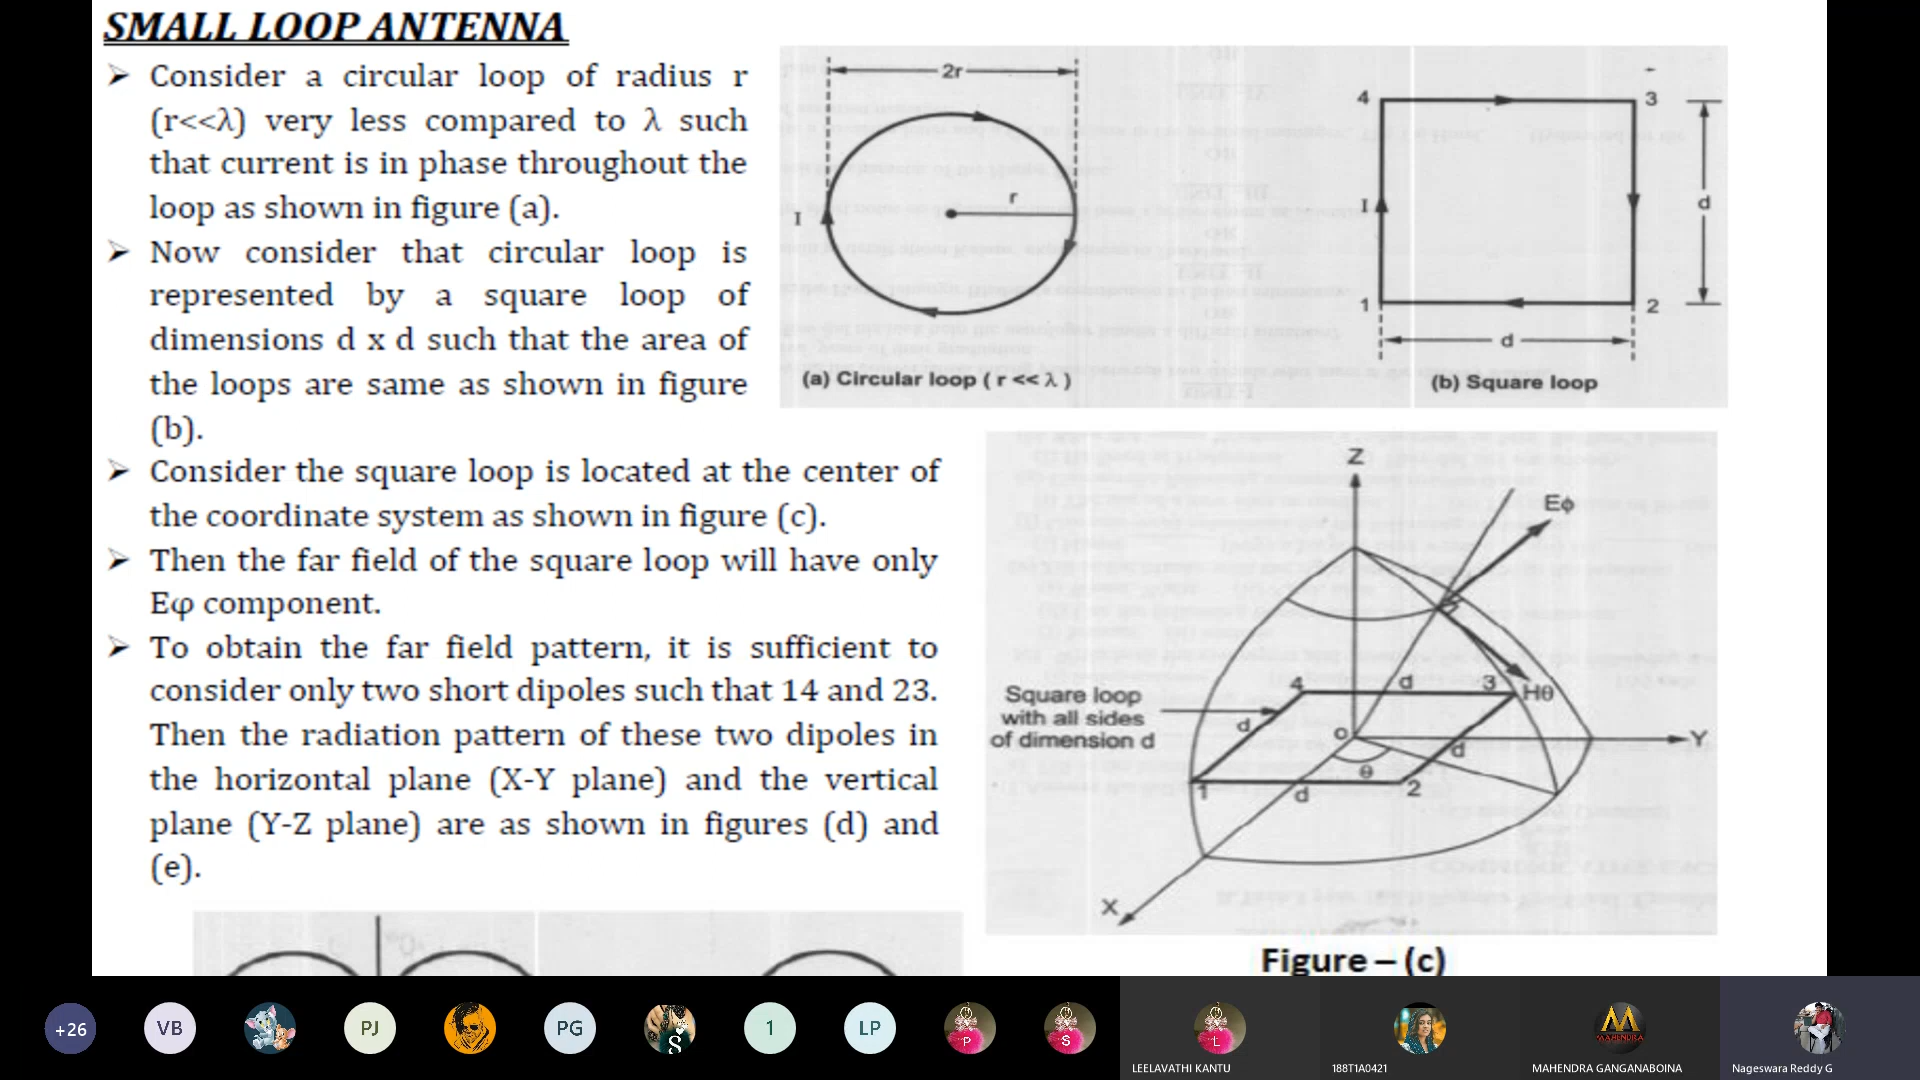 SMALL LOOP ANTENNA
➢ Consider a circular loop of radius r
(r<<λ) very less compared to λ such
that current is in phase throughout the
loop as shown in figure (a).
➢ Now consider that circular loop is
represented by a square loop of
dimensions d x d such that the area of
the loops are same as shown in figure
(b).
➢ Consider the square loop is located at the center of
the coordinate system as shown in figure (c).
➢ Then the far field of the square loop will have only
Eφ component.
➢ To obtain the far field pattern, it is sufficient to
consider only two short dipoles such that 14 and 23.
Then the radiation pattern of these two dipoles in
the horizontal plane (X-Y plane) and the vertical
plane (Y-Z plane) are as shown in figures (d) and
(e).
2r
r
I
(a) Circular loop ( r << λ )
4
3
I
d
1
2
d
(b) Square loop
Z
Eϕ
4
d
3
Hθ
Square loop
with all sides
of dimension d
d
o
d
Y
θ
1
d
2
X
Figure – (c)
+26
VB
PJ
PG
S
1
LP
P
S
L
LEELAVATHI KANTU
188T1A0421
MAHENDRA
MAHENDRA GANGANABOINA
Nageswara Reddy G